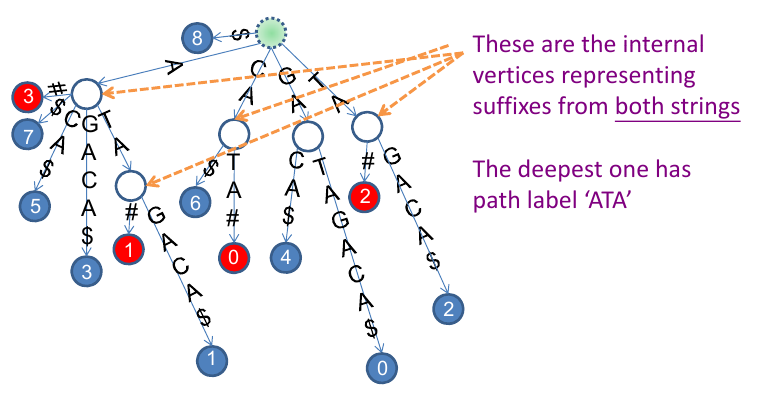 These are the internal
vertices representing
suffixes from both strings
The deepest one has
path label ‘ATA’
8
$
A
C
A
G
A
T
A
3
#
7
$
C
A
$
5
G
A
C
A
$
3
T
A
#
1
G
A
C
A
$
1
$
6
T
A
#
0
C
A
$
4
T
A
G
A
C
A
$
0
#
2
G
A
C
A
$
2